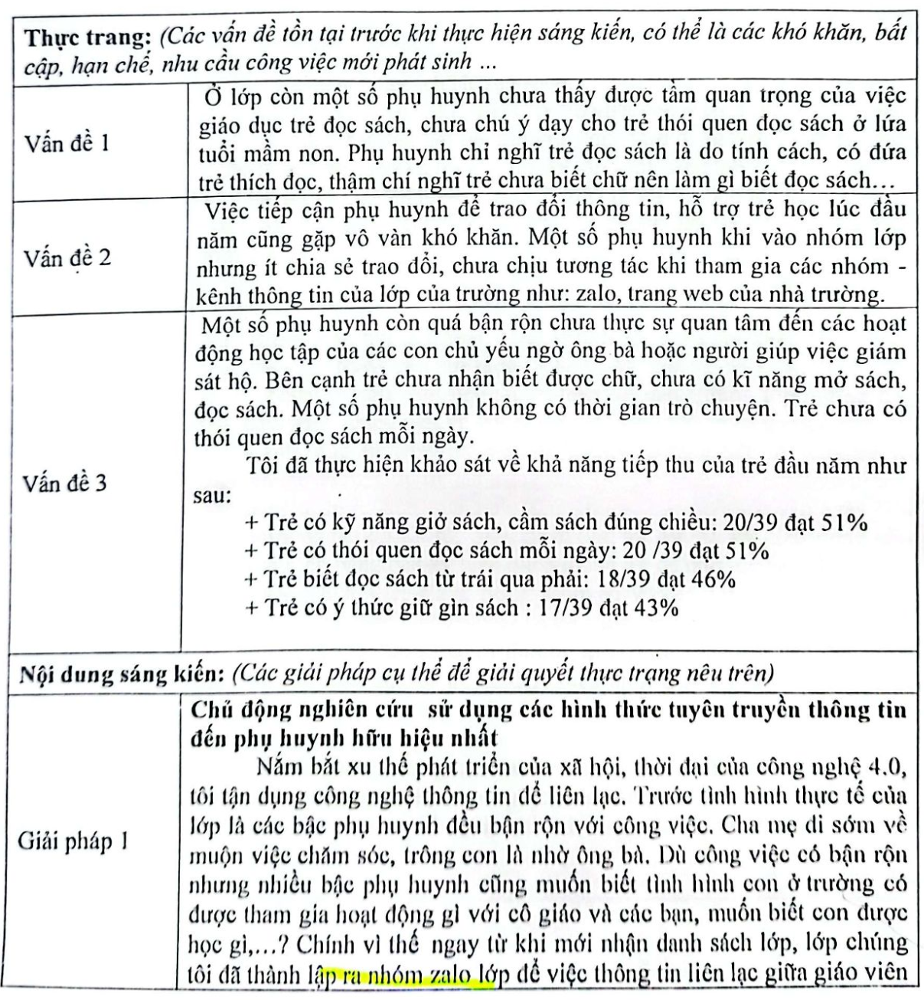 Thực trang: (Các vấn đề tồn tại trước khi thực hiện sáng kiến, có thể là các khó khăn, bất
cập, hạn chế, nhu cầu công việc mới phát sinh ...
Vấn đề 1
Ở lớp còn một số phụ huynh chưa thấy được tầm quan trọng của việc
giáo dục trẻ đọc sách, chưa chú ý dạy cho trẻ thói quen đọc sách ở lứa
tuổi mầm non. Phụ huynh chỉ nghĩ trẻ đọc sách là do tính cách, có đứa
trẻ thích đọc, thậm chí nghĩ trẻ chưa biết chữ nên làm gì biết đọc sách…
Vấn đề 2
Việc tiếp cận phụ huynh để trao đổi thông tin, hỗ trợ trẻ học lúc đầu
năm cũng gặp vô vàn khó khăn. Một số phụ huynh khi vào nhóm lớp
nhưng ít chia sẻ trao đổi, chưa chịu tương tác khi tham gia các nhóm -
kênh thông tin của lớp của trường như: zalo, trang web của nhà trường.
Vấn đề 3
Một số phụ huynh còn quá bận rộn chưa thực sự quan tâm đến các hoạt
động học tập của các con chủ yếu ngờ ông bà hoặc người giúp việc giám
sát hộ. Bên cạnh trẻ chưa nhận biết được chữ, chưa có kĩ năng mở sách,
đọc sách. Một số phụ huynh không có thời gian trò chuyện. Trẻ chưa có
thói quen đọc sách mỗi ngày.
Tôi đã thực hiện khảo sát về khả năng tiếp thu của trẻ đầu năm như
sau:
+ Trẻ có kỹ năng giở sách, cầm sách đúng chiều: 20/39 đạt 51%
+ Trẻ có thói quen đọc sách mỗi ngày: 20 /39 đạt 51%
+ Trẻ biết đọc sách từ trái qua phải: 18/39 đạt 46%
+ Trẻ có ý thức giữ gìn sách : 17/39 đạt 43%
Nội dung sáng kiến: (Các giải pháp cụ thể để giải quyết thực trạng nêu trên)
Giải pháp 1
Chủ động nghiên cứu sử dụng các hình thức tuyên truyền thông tin
đến phụ huynh hữu hiệu nhất
Nắm bắt xu thế phát triển của xã hội, thời đại của công nghệ 4.0,
tôi tận dụng công nghệ thông tin để liên lạc. Trước tình hình thực tế của
lớp là các bậc phụ huynh đều bận rộn với công việc. Cha mẹ đi sớm về
muộn việc chăm sóc, trông con là nhờ ông bà. Dù công việc có bận rộn
nhưng nhiều bậc phụ huynh cũng muốn biết tình hình con ở trường có
được tham gia hoạt động gì với cô giáo và các bạn, muốn biết con được
học gì,…? Chính vì thế ngay từ khi mới nhận danh sách lớp, lớp chúng
tôi đã thành lập ra nhóm zalo lớp để việc thông tin liên lạc giữa giáo viên